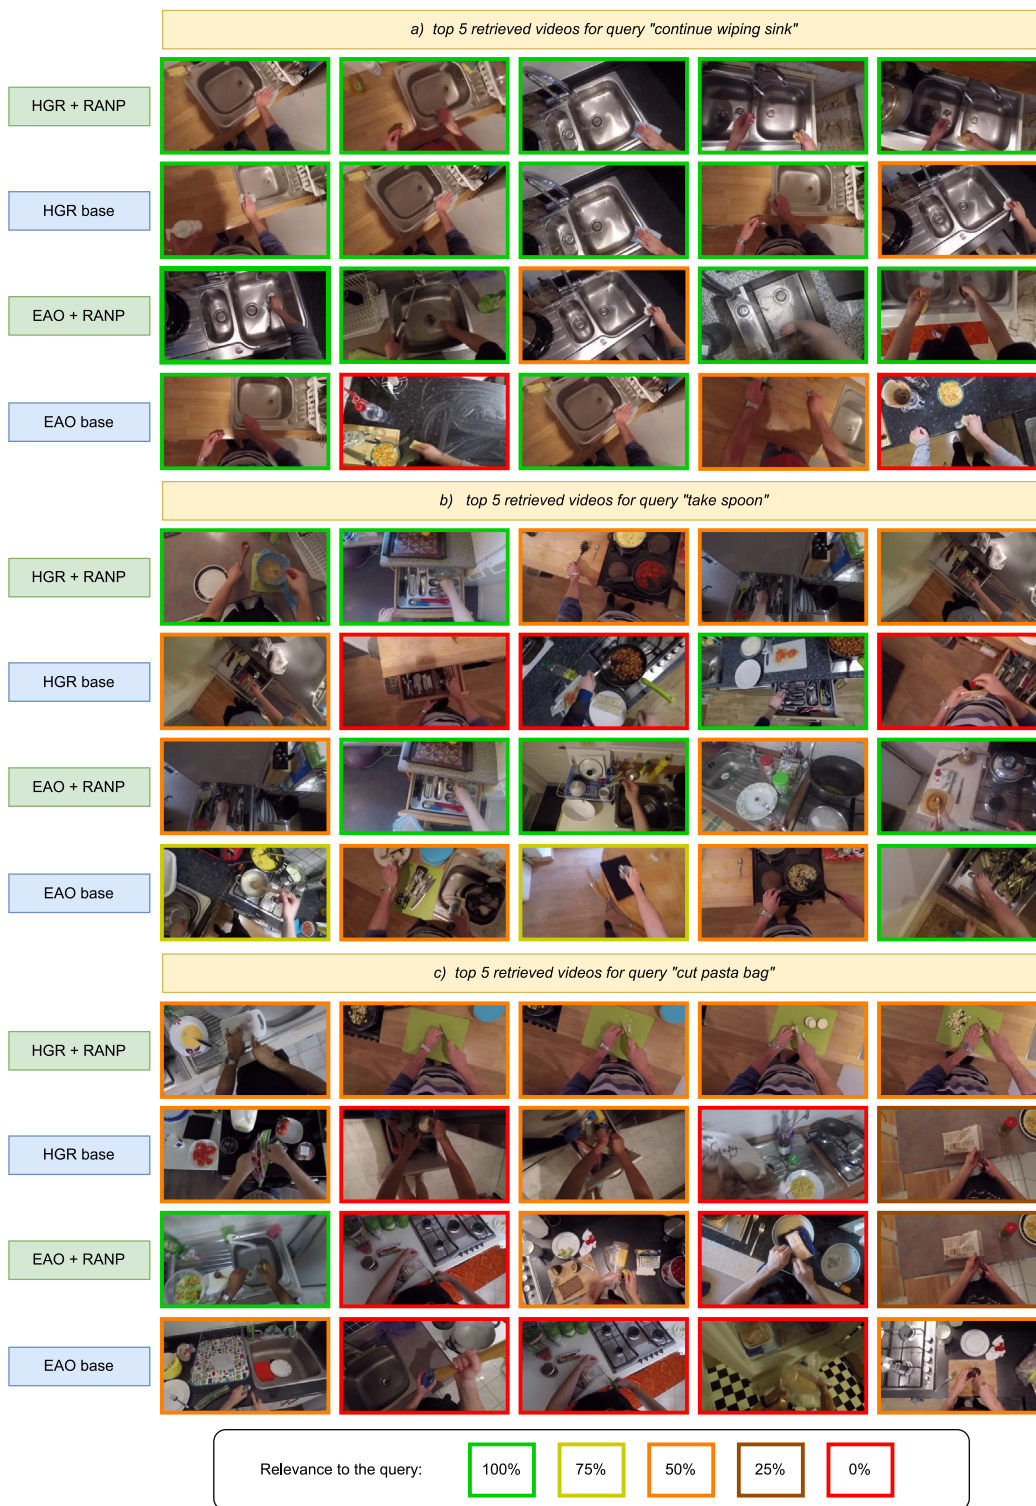 a) top 5 retrieved videos for query "continue wiping sink"
HGR + RANP
HGR base
EAO + RANP
EAO base
b) top 5 retrieved videos for query "take spoon"
HGR + RANP
HGR base
EAO + RANP
EAO base
c) top 5 retrieved videos for query "cut pasta bag"
HGR + RANP
HGR base
EAO + RANP
EAO base
Relevance to the query: 100% 75% 50% 25% 0%